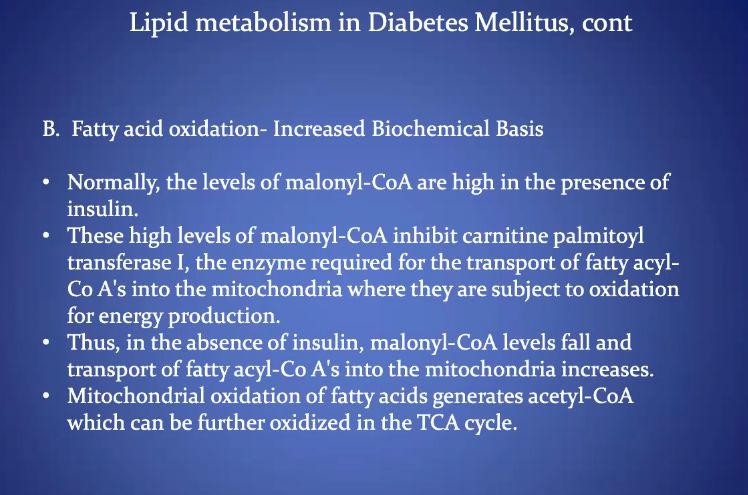 Lipid metabolism in Diabetes Mellitus, cont
B. Fatty acid oxidation- Increased Biochemical Basis
• Normally, the levels of malonyl-CoA are high in the presence of
insulin.
• These high levels of malonyl-CoA inhibit carnitine palmitoyl
transferase I, the enzyme required for the transport of fatty acyl-
Co A's into the mitochondria where they are subject to oxidation
for energy production.
• Thus, in the absence of insulin, malonyl-CoA levels fall and
transport of fatty acyl-Co A's into the mitochondria increases.
• Mitochondrial oxidation of fatty acids generates acetyl-CoA
which can be further oxidized in the TCA cycle.